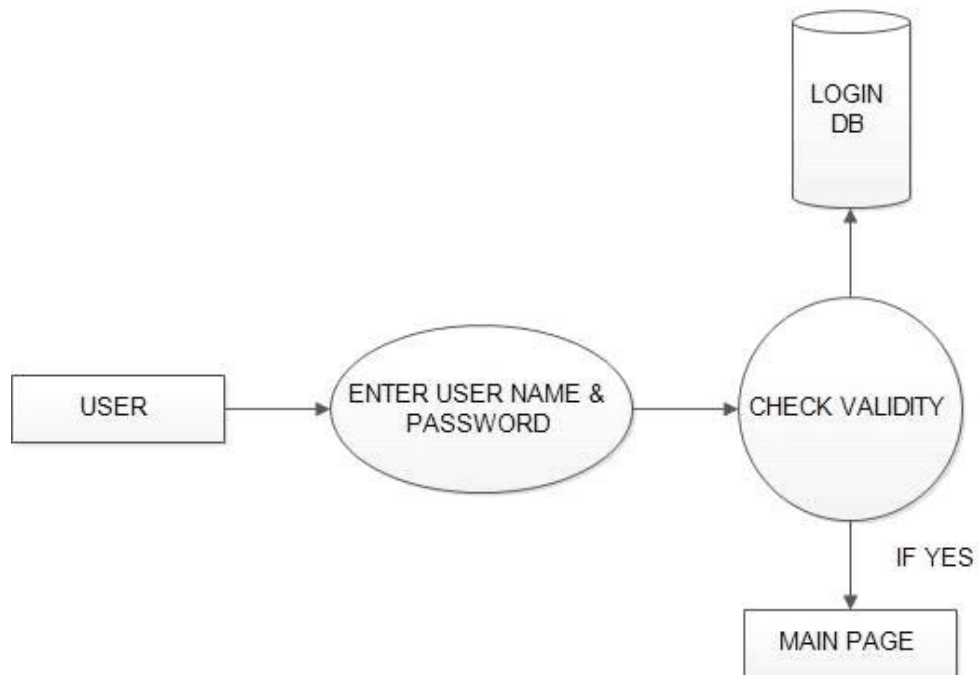 LOGIN
DB
USER
ENTER USER NAME &
PASSWORD
CHECK VALIDITY
IF YES
MAIN PAGE